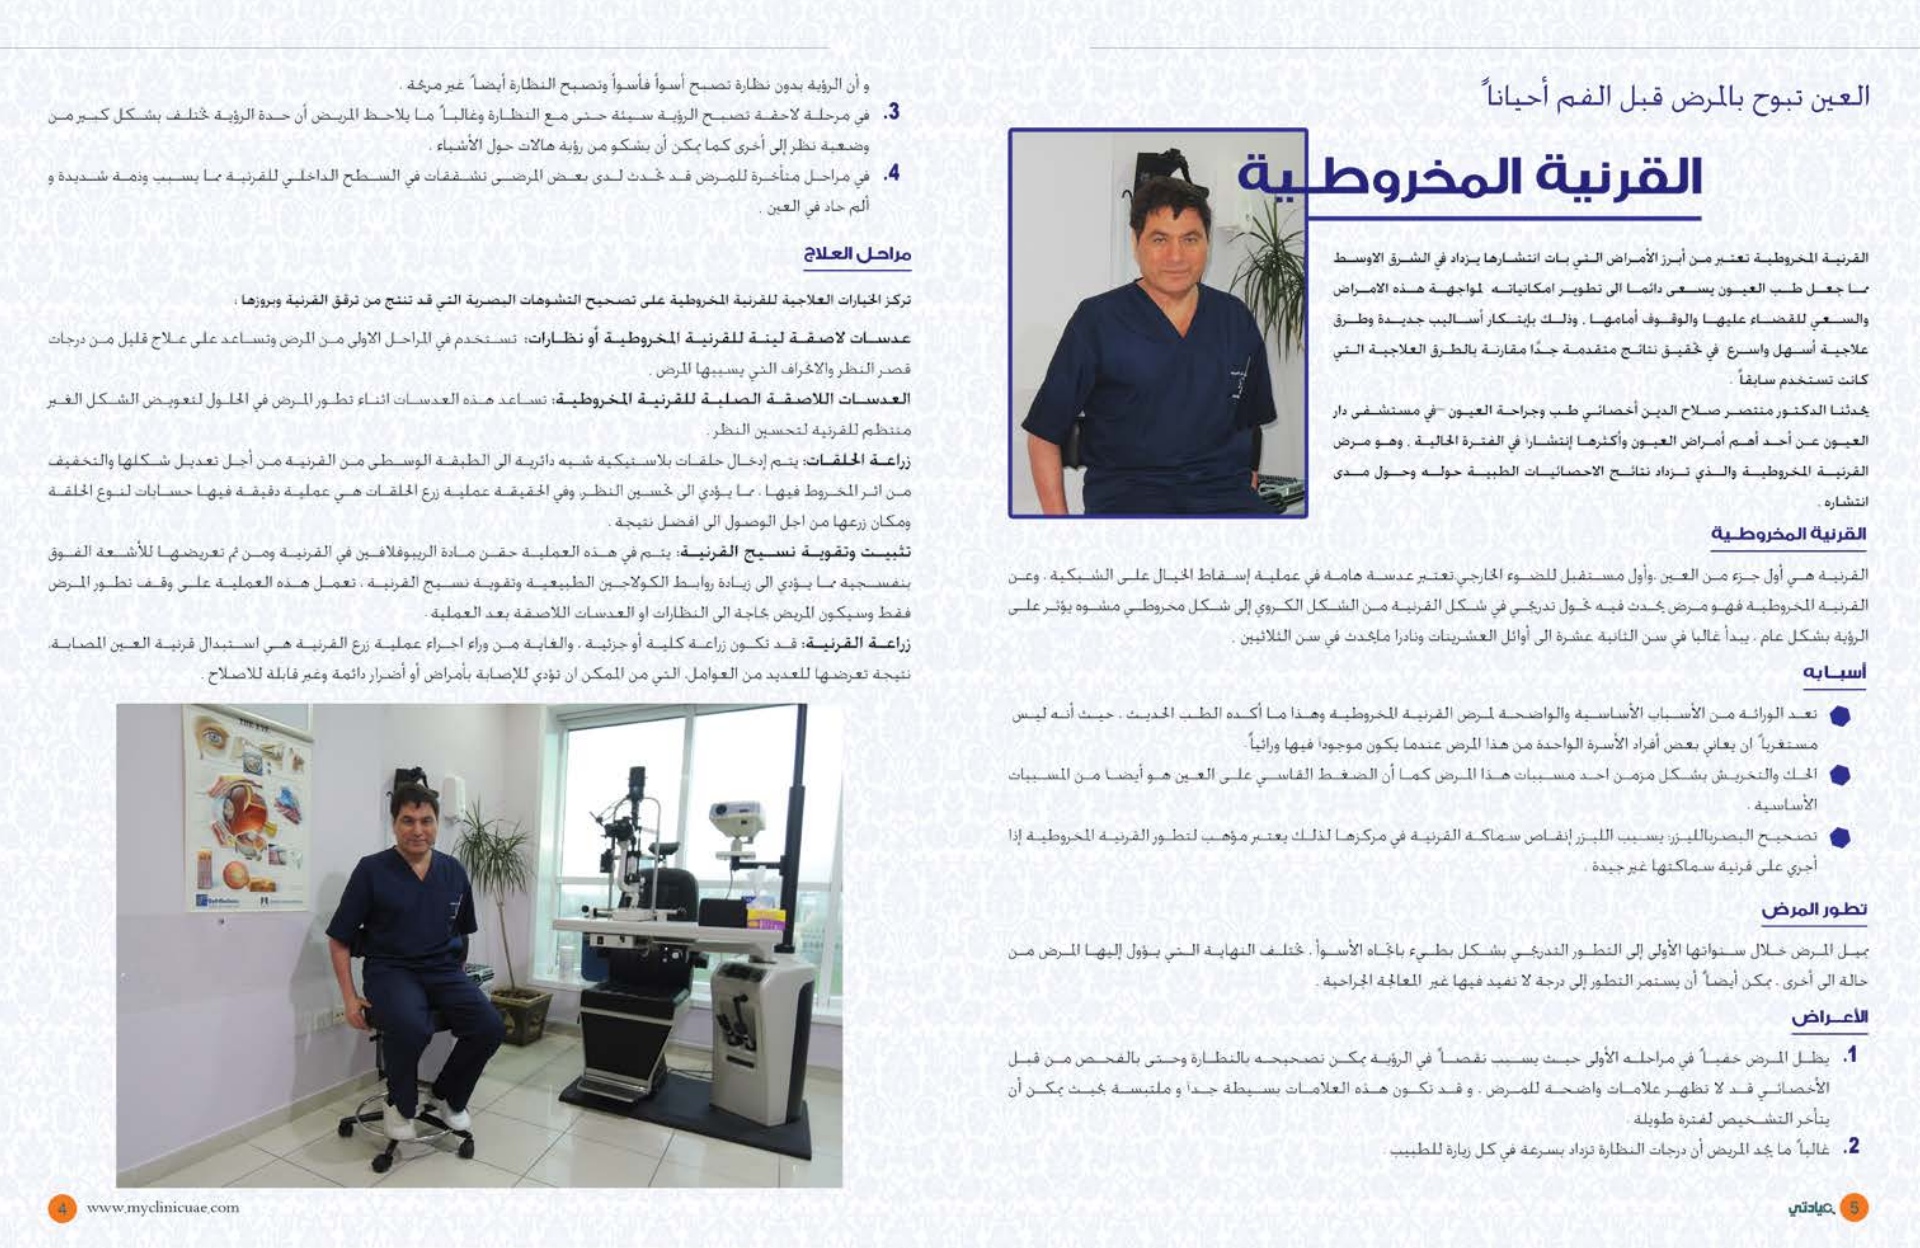 العين تبوح بالمرض قبل الفم أحياناً
القرنية المخروطية
القرنية المخروطية تعتبر من أبرز الأمراض التي بات انتشارها يزداد في الشرق الاوسط
مما جعل طب العيون يسعى دائما الى تطوير امكانياته لمواجهة هذه الامراض
والسعي للقضاء عليها والوقوف أمامها . وذلك بإبتكار أساليب جديدة وطرق
علاجية أسهل واسرع في تحقيق نتائج متقدمة جدًا مقارنة بالطرق العلاجية التي
كانت تستخدم سابقاً .
يحدثنا الدكتور منتصر صلاح الدين أخصائي طب وجراحة العيون -في مستشفى دار
العيون عن أحد أهم أمراض العيون وأكثرها إنتشارا في الفترة الحالية . وهو مرض
القرنية المخروطية والذي تزداد نتائج الاحصائيات الطبية حوله وحول مدى
انتشاره .
القرنية المخروطية
القرنية هي أول جزء من العين .وأول مستقبل للضوء الخارجي تعتبر عدسة هامة في عملية إسقاط الخيال على الشبكية . وعن
القرنية المخروطية فهو مرض يحدث فيه تحول تدريجي في شكل القرنية من الشكل الكروي إلى شكل مخروطي مشوه يؤثر على
الرؤية بشكل عام . يبدأ غالبا في سن الثانية عشرة الى أوائل العشرينات ونادرا مايحدث في سن الثلاثيين .
أسبابه
تعد الوراثة من الأسباب الأساسية والواضحة لمرض القرنية المخروطية وهذا ما أكده الطب الحديث . حيث أنه ليس
مستغرباً ان يعاني بعض أفراد الأسرة الواحدة من هذا المرض عندما يكون موجودا فيها وراثياً.
الحك والتخريش بشكل مزمن احد مسببات هذا المرض كما أن الضغط القاسي على العين هو أيضا من المسببات
الأساسية .
تصحيح البصربالليزر: يسبب الليزر إنقاص سماكة القرنية في مركزها لذلك يعتبر مؤهب لتطور القرنية المخروطية إذا
أجري على قرنية سماكتها غير جيدة .
تطور المرض
يميل المرض خلال سنواتها الأولى إلى التطور التدرجي بشكل بطيء باتجاه الأسوأ . تختلف النهاية التي يؤول إليها المرض من
حالة الى أخرى . يمكن أيضاً أن يستمر التطور إلى درجة لا تفيد فيها غير المعالجة الجراحية .
الأعراض
1. يظل المرض خفياً في مراحله الأولى حيث يسبب نقصاً في الرؤية يمكن تصحيحه بالنظارة وحتى بالفحص من قبل
الأخصائي قد لا تظهر علامات واضحة للمرض . و قد تكون هذه العلامات بسيطة جدا و ملتبسة بحيث يمكن أن
يتأخر التشخيص لفترة طويلة .
2. غالباً ما يجد المريض أن درجات النظارة تزداد بسرعة في كل زيارة للطبيب .
عيادتي 5
و أن الرؤية بدون نظارة تصبح أسوأ فأسوأ وتصبح النظارة أيضاً غير مريحة .
3. في مرحلة لاحقة تصبح الرؤية سيئة حتى مع النظارة وغالباً ما يلاحظ المريض أن حدة الرؤية تختلف بشكل كبير من
وضعية نظر إلى أخرى كما يمكن أن يشكو من رؤية هالات حول الأشياء .
4. في مراحل متأخرة للمرض قد تحدث لدى بعض المرضى تشققات في السطح الداخلي للقرنية مما يسبب وذمة شديدة و
ألم حاد في العين .
مراحل العلاج
تركز الخيارات العلاجية للقرنية المخروطية على تصحيح التشوهات البصرية التي قد تنتج من ترقق القرنية وبروزها :
عدسات لاصقة لينة للقرنية المخروطية أو نظارات: تستخدم في المراحل الاولى من المرض وتساعد على علاج قليل من درجات
قصر النظر والانحراف التي يسببها المرض .
العدسات اللاصقة الصلبة للقرنية المخروطية: تساعد هذه العدسات اثناء تطور المرض في الحلول لتعويض الشكل الغير
منتظم للقرنية لتحسين النظر .
زراعة الحلقات: يتم إدخال حلقات بلاستيكية شبه دائرية الى الطبقة الوسطى من القرنية من أجل تعديل شكلها والتخفيف
من اثر المخروط فيها . مما يؤدي الى تحسين النظر. وفي الحقيقة عملية زرع الحلقات هي عملية دقيقة فيها حسابات لنوع الحلقة
ومكان زرعها من اجل الوصول الى افضل نتيجة .
تثبيت وتقوية نسيج القرنية: يتم في هذه العملية حقن مادة الريبوفلافين في القرنية ومن ثم تعريضها للأشعة الفوق
بنفسجية مما يؤدي الى زيادة روابط الكولاجين الطبيعية وتقوية نسيج القرنية . تعمل هذه العملية على وقف تطور المرض
فقط وسيكون المريض بحاجة الى النظارات او العدسات اللاصقة بعد العملية .
زراعة القرنية: قد تكون زراعة كلية أو جزئية . والغاية من وراء اجراء عملية زرع القرنية هي استبدال قرنية العين المصابة.
نتيجة تعرضها للعديد من العوامل. التي من الممكن ان تؤدي للإصابة بأمراض أو أضرار دائمة وغير قابلة للاصلاح .
THE EYE
4 www.myclinicuae.com